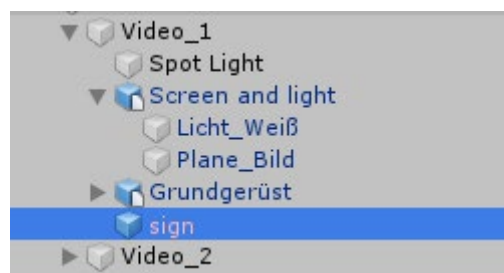 Video_1
Spot Light
Screen and light
Licht_Weiß
Plane_Bild
Grundgerüst
sign
Video_2